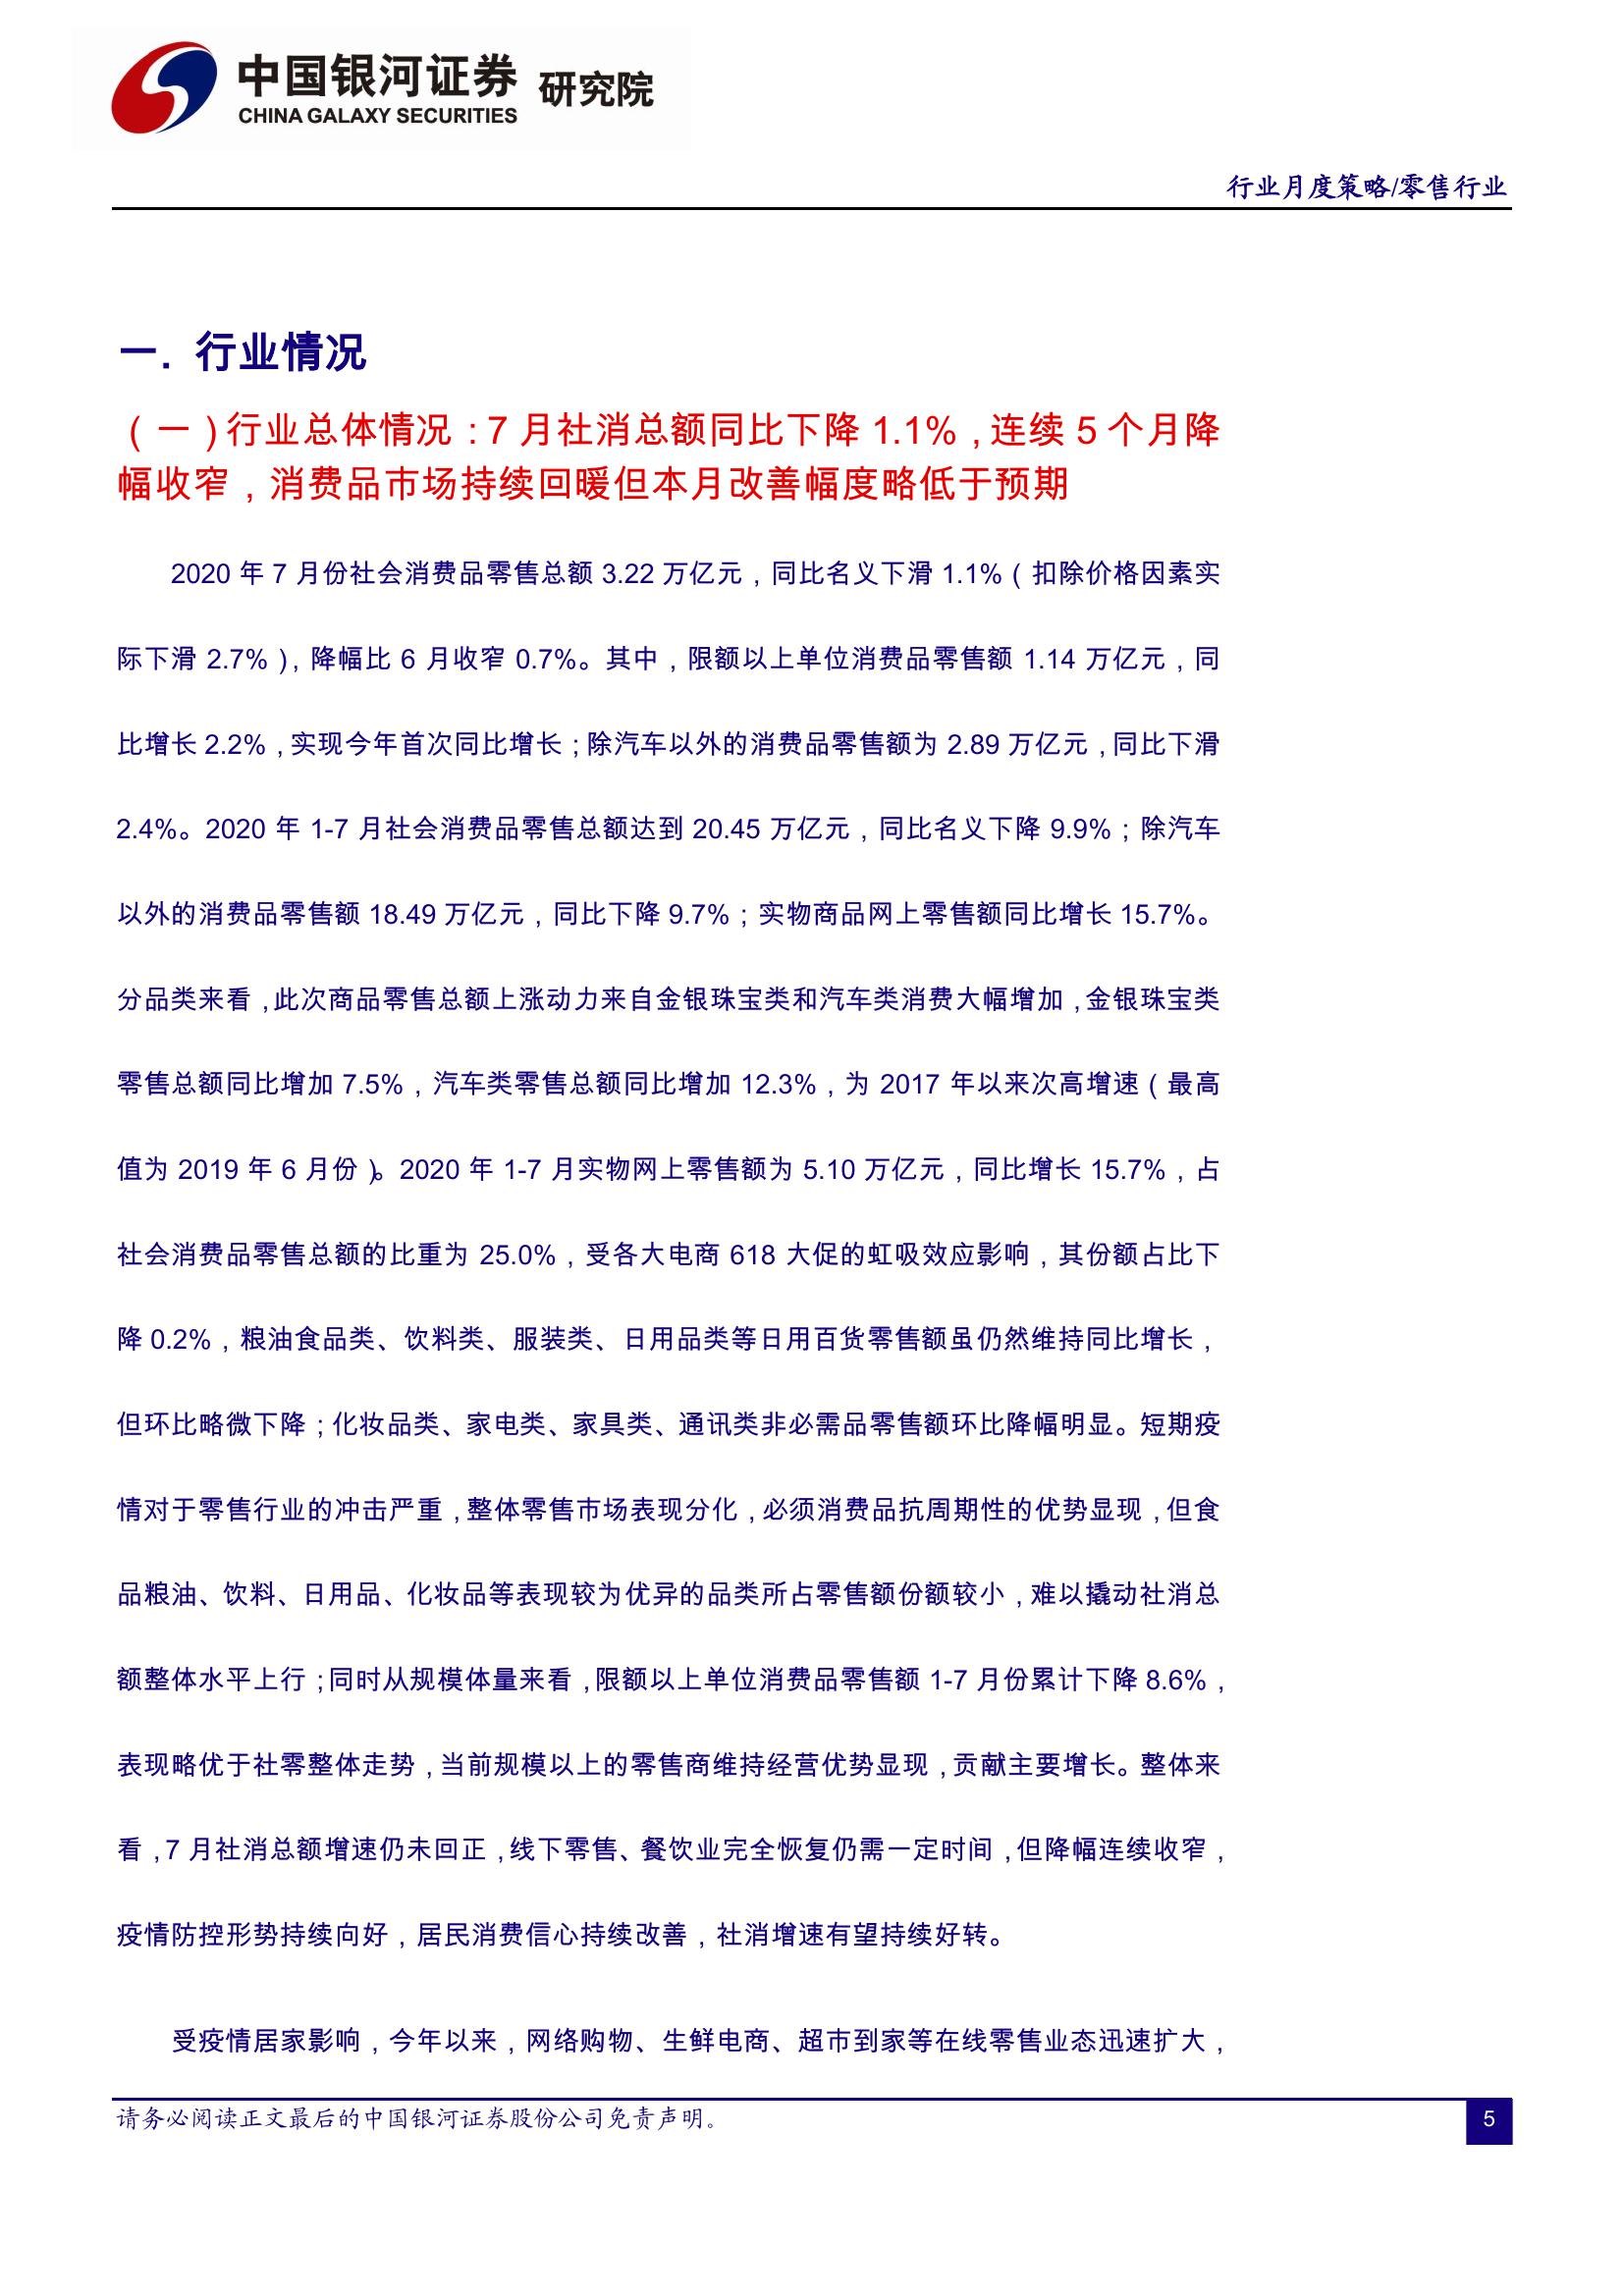 中国银河证券 研究院
CHINA GALAXY SECURITIES
行业月度策略/零售行业
一. 行业情况
（一）行业总体情况：7 月社消总额同比下降 1.1%，连续 5 个月降
幅收窄，消费品市场持续回暖但本月改善幅度略低于预期
2020 年 7 月份社会消费品零售总额 3.22 万亿元，同比名义下滑 1.1%（扣除价格因素实
际下滑 2.7%），降幅比 6 月收窄 0.7%。其中，限额以上单位消费品零售额 1.14 万亿元，同
比增长 2.2%，实现今年首次同比增长；除汽车以外的消费品零售额为 2.89 万亿元，同比下滑
2.4%。2020 年 1-7 月社会消费品零售总额达到 20.45 万亿元，同比名义下降 9.9%；除汽车
以外的消费品零售额 18.49 万亿元，同比下降 9.7%；实物商品网上零售额同比增长 15.7%。
分品类来看，此次商品零售总额上涨动力来自金银珠宝类和汽车类消费大幅增加，金银珠宝类
零售总额同比增加 7.5%，汽车类零售总额同比增加 12.3%，为 2017 年以来次高增速（最高
值为 2019 年 6 月份）。2020 年 1-7 月实物网上零售额为 5.10 万亿元，同比增长 15.7%，占
社会消费品零售总额的比重为 25.0%，受各大电商 618 大促的虹吸效应影响，其份额占比下
降 0.2%，粮油食品类、饮料类、服装类、日用品类等日用百货零售额虽仍然维持同比增长，
但环比略微下降；化妆品类、家电类、家具类、通讯类非必需品零售额环比降幅明显。短期疫
情对于零售行业的冲击严重，整体零售市场表现分化，必须消费品抗周期性的优势显现，但食
品粮油、饮料、日用品、化妆品等表现较为优异的品类所占零售额份额较小，难以撬动社消总
额整体水平上行；同时从规模体量来看，限额以上单位消费品零售额 1-7 月份累计下降 8.6%，
表现略优于社零整体走势，当前规模以上的零售商维持经营优势显现，贡献主要增长。整体来
看，7 月社消总额增速仍未回正，线下零售、餐饮业完全恢复仍需一定时间，但降幅连续收窄，
疫情防控形势持续向好，居民消费信心持续改善，社消增速有望持续好转。
受疫情居家影响，今年以来，网络购物、生鲜电商、超市到家等在线零售业态迅速扩大，
请务必阅读正文最后的中国银河证券股份公司免责声明。
5